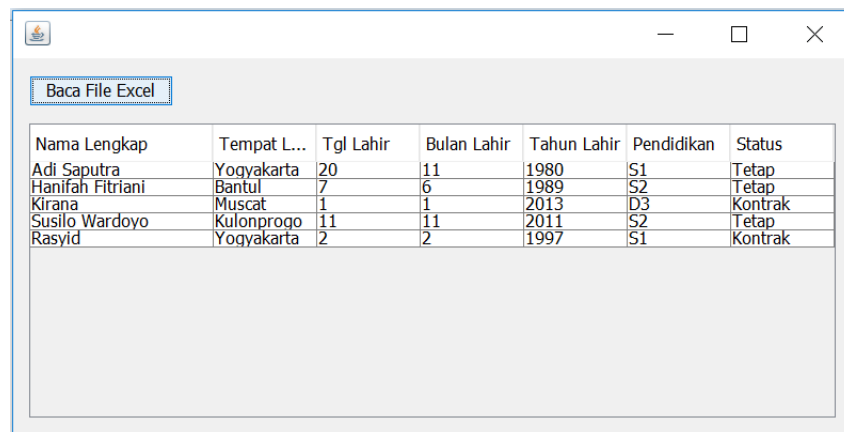 Baca File Excel
Nama Lengkap Tempat L... Tgl Lahir Bulan Lahir Tahun Lahir Pendidikan Status
Adi Saputra Yogyakarta 20 11 1980 S1 Tetap
Hanifah Fitriani Bantul 7 6 1989 S2 Tetap
Kirana Muscat 1 1 2013 D3 Kontrak
Susilo Wardoyo Kulonprogo 11 11 2011 S2 Tetap
Rasyid Yogyakarta 2 2 1997 S1 Kontrak